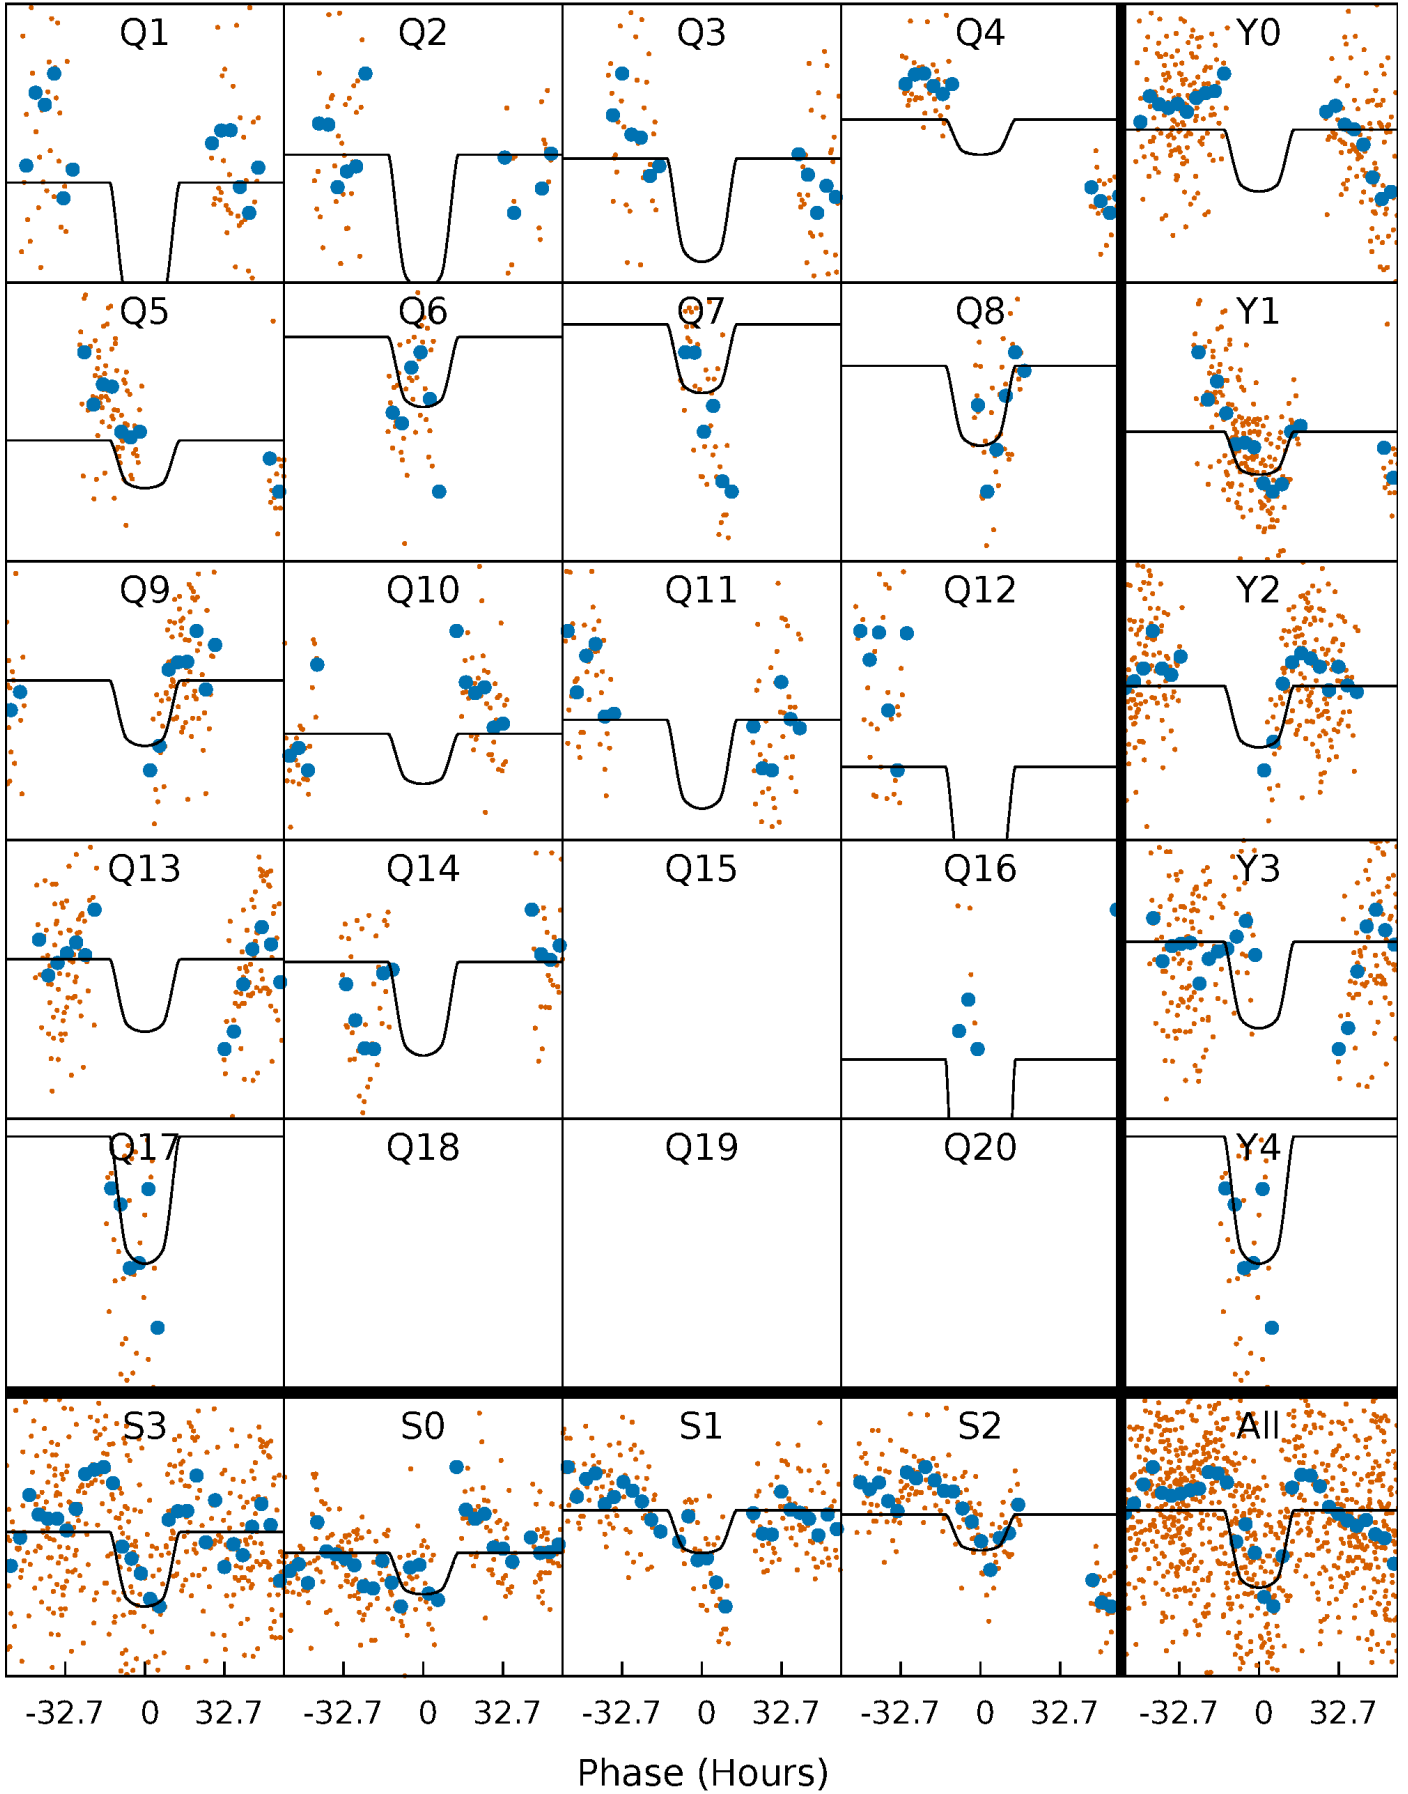 Q1 Q2 Q3 Q4 Y0
Q5 Q6 Q7 Q8 Y1
Q9 Q10 Q11 Q12 Y2
Q13 Q14 Q15 Q16 Y3
Q17 Q18 Q19 Q20 Y4
S3 S0 S1 S2 All
-32.7 0 32.7 -32.7 0 32.7 -32.7 0 32.7 -32.7 0 32.7 -32.7 0 32.7
Phase (Hours)